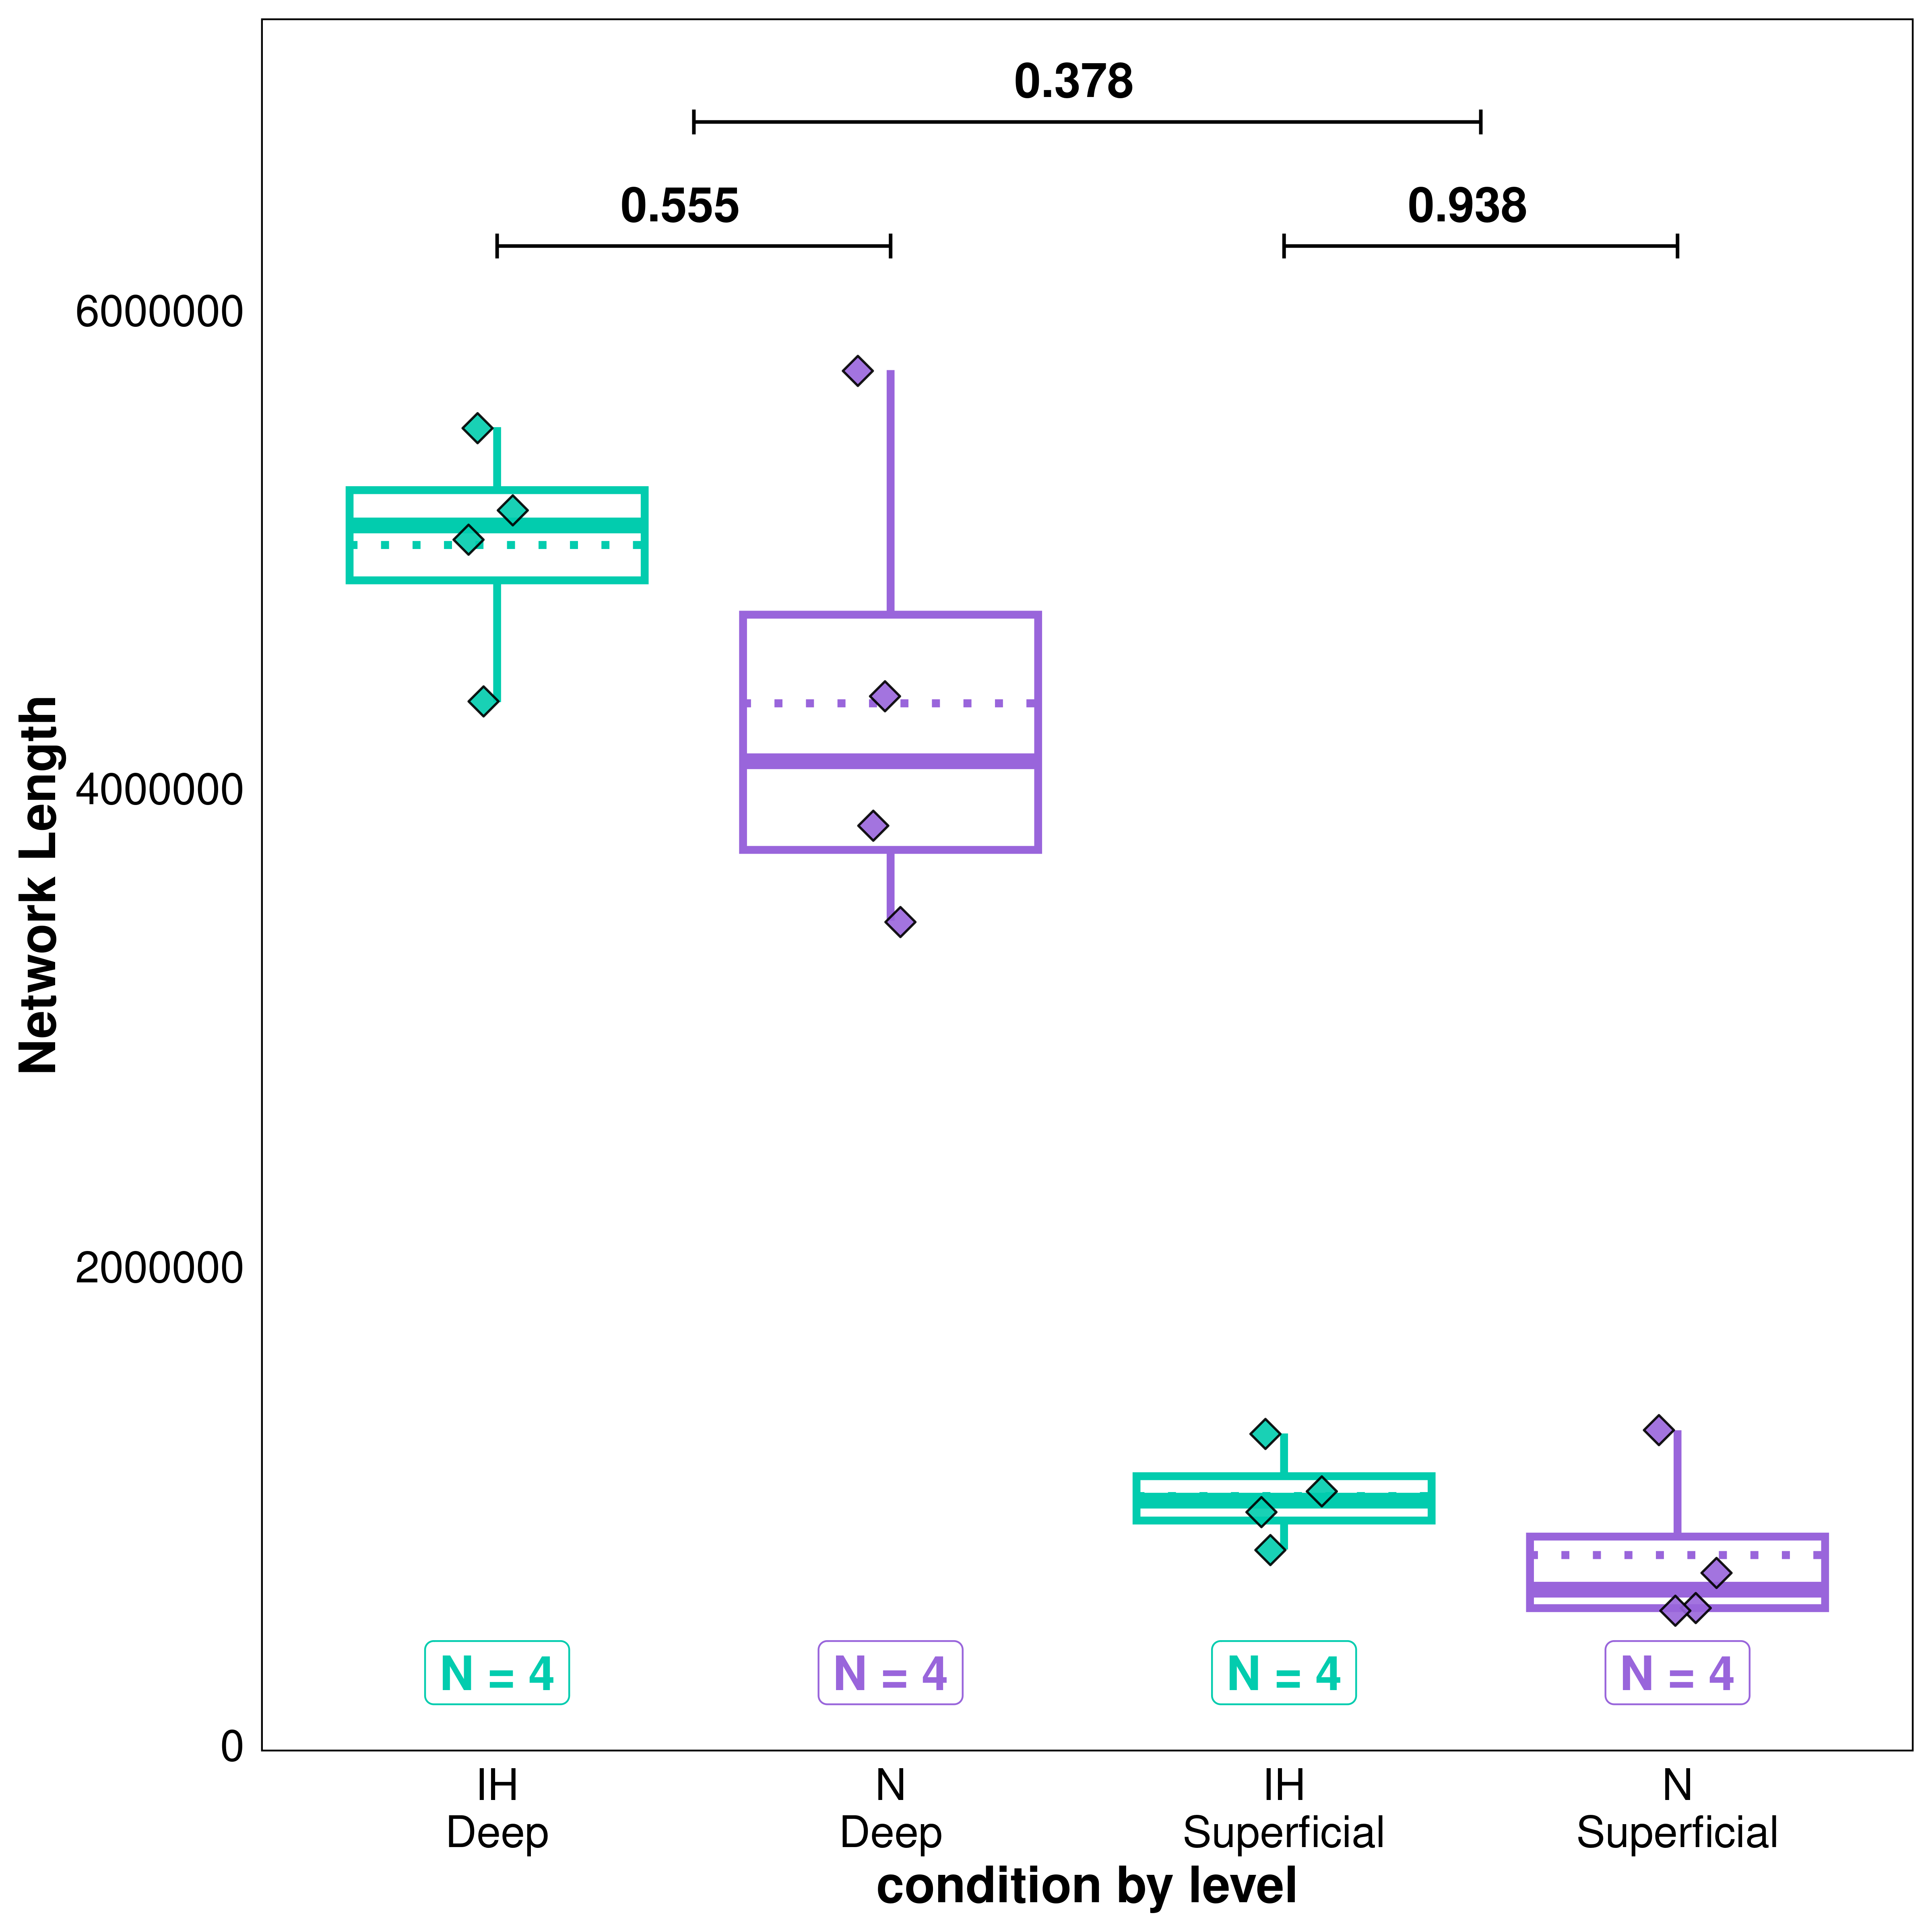 0.378
0.555
0.938
6000000
4000000
2000000
0
Network Length
N = 4
N = 4
N = 4
N = 4
IH
Deep
N
Deep
IH
Superficial
N
Superficial
condition by level